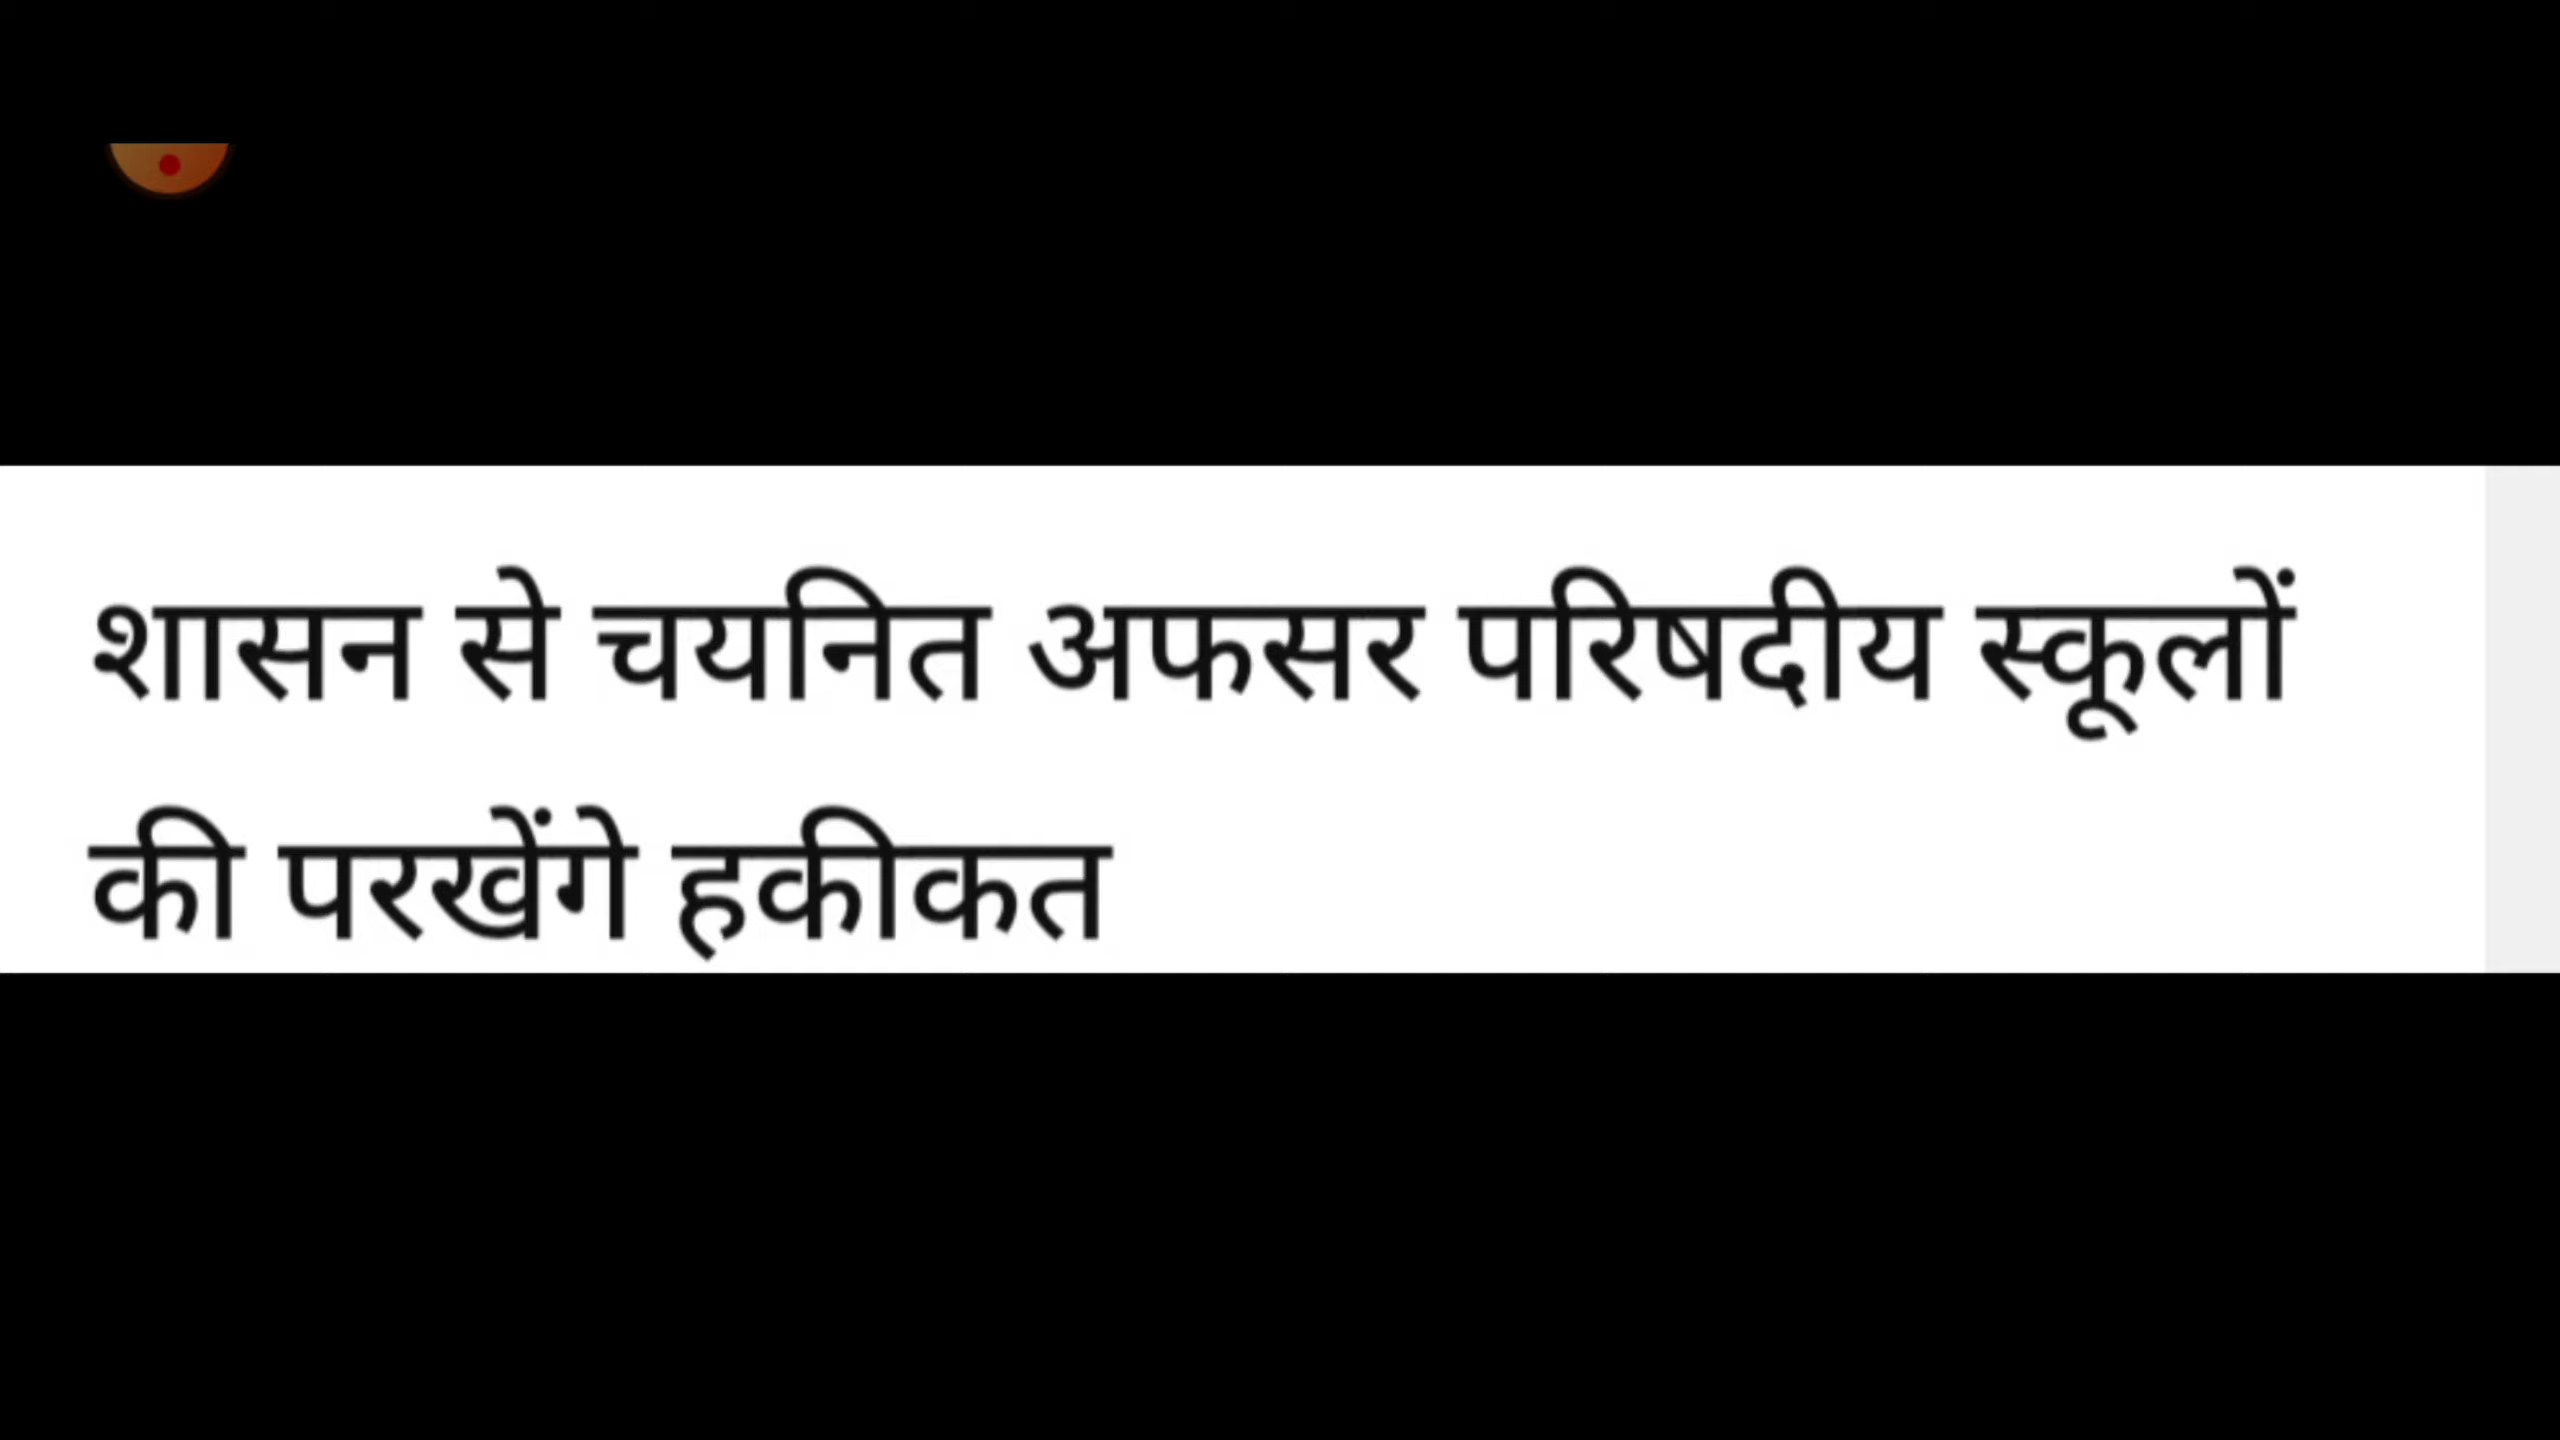 शासन से चयनित अफसर परिषदीय स्कूलों
की परखेंगे हकीकत